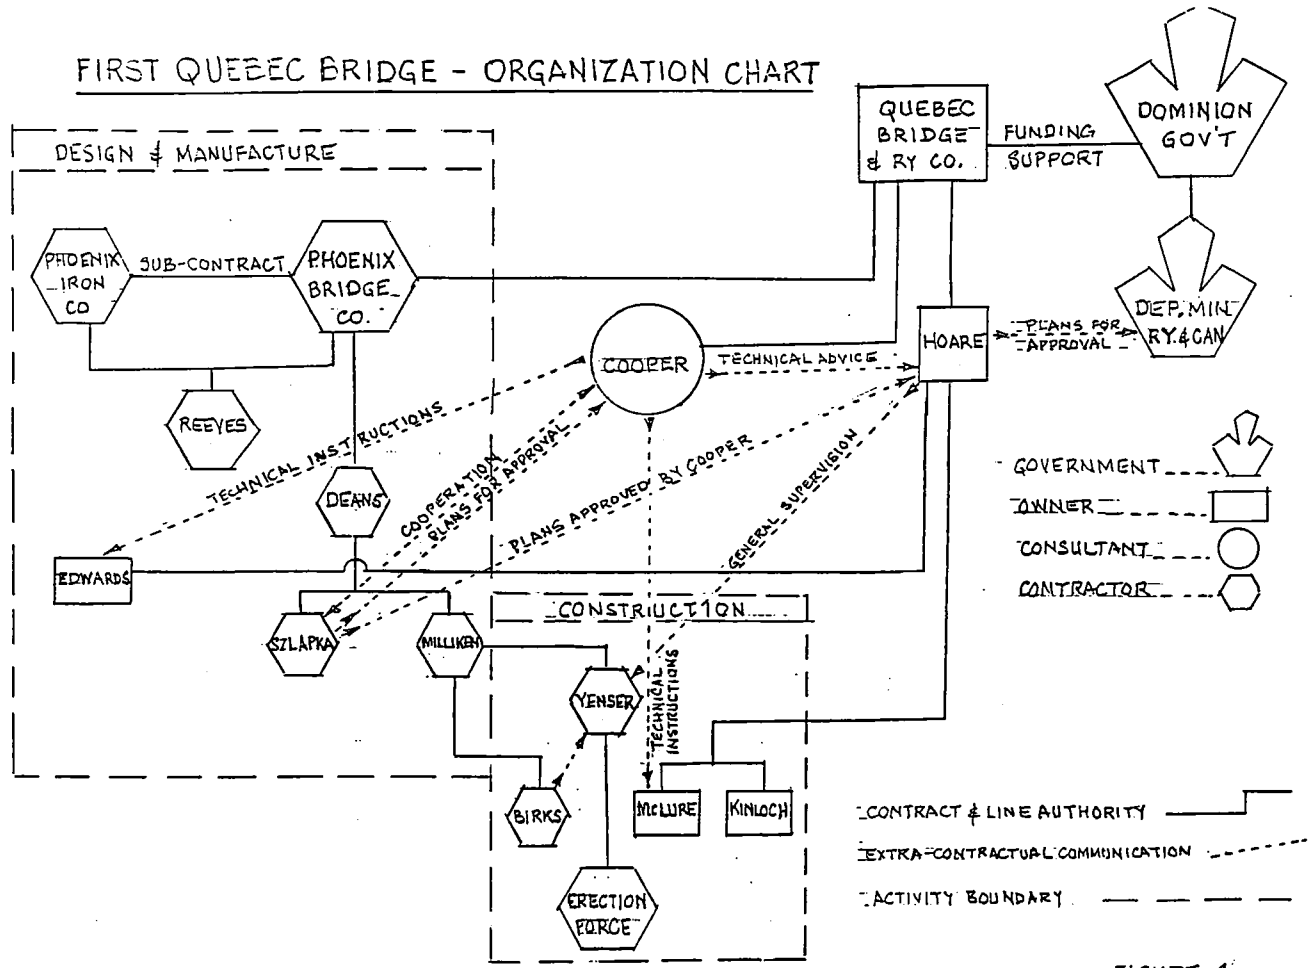 FIRST QUEBEC BRIDGE - ORGANIZATION CHART
DESIGN & MANUFACTURE
QUEBEC
BRIDGE
& RY CO.
FUNDING
SUPPORT
DOMINION
GOV'T
PHOENIX
IRON
CO
SUB-CONTRACT
PHOENIX
BRIDGE
CO.
DEP. MIN
RY. & CAN
PLANS FOR
APPROVAL
HOARE
COOPER
TECHNICAL ADVICE
REEVES
TECHNICAL INSTRUCTIONS
DEANS
COOPERATION
PLANS FOR APPROVAL
PLANS APPROVED BY COOPER
GENERAL SUPERVISION
GOVERNMENT
OWNER
CONSULTANT
CONTRACTOR
EDWARDS
CONSTRUCTION
SZLAPKA
MILLIKEN
YENSER
TECHNICAL
INSTRUCTIONS
BIRKS
McLURE
KINLOCH
ERECTION
FORCE
CONTRACT & LINE AUTHORITY
EXTRA-CONTRACTUAL COMMUNICATION
ACTIVITY BOUNDARY